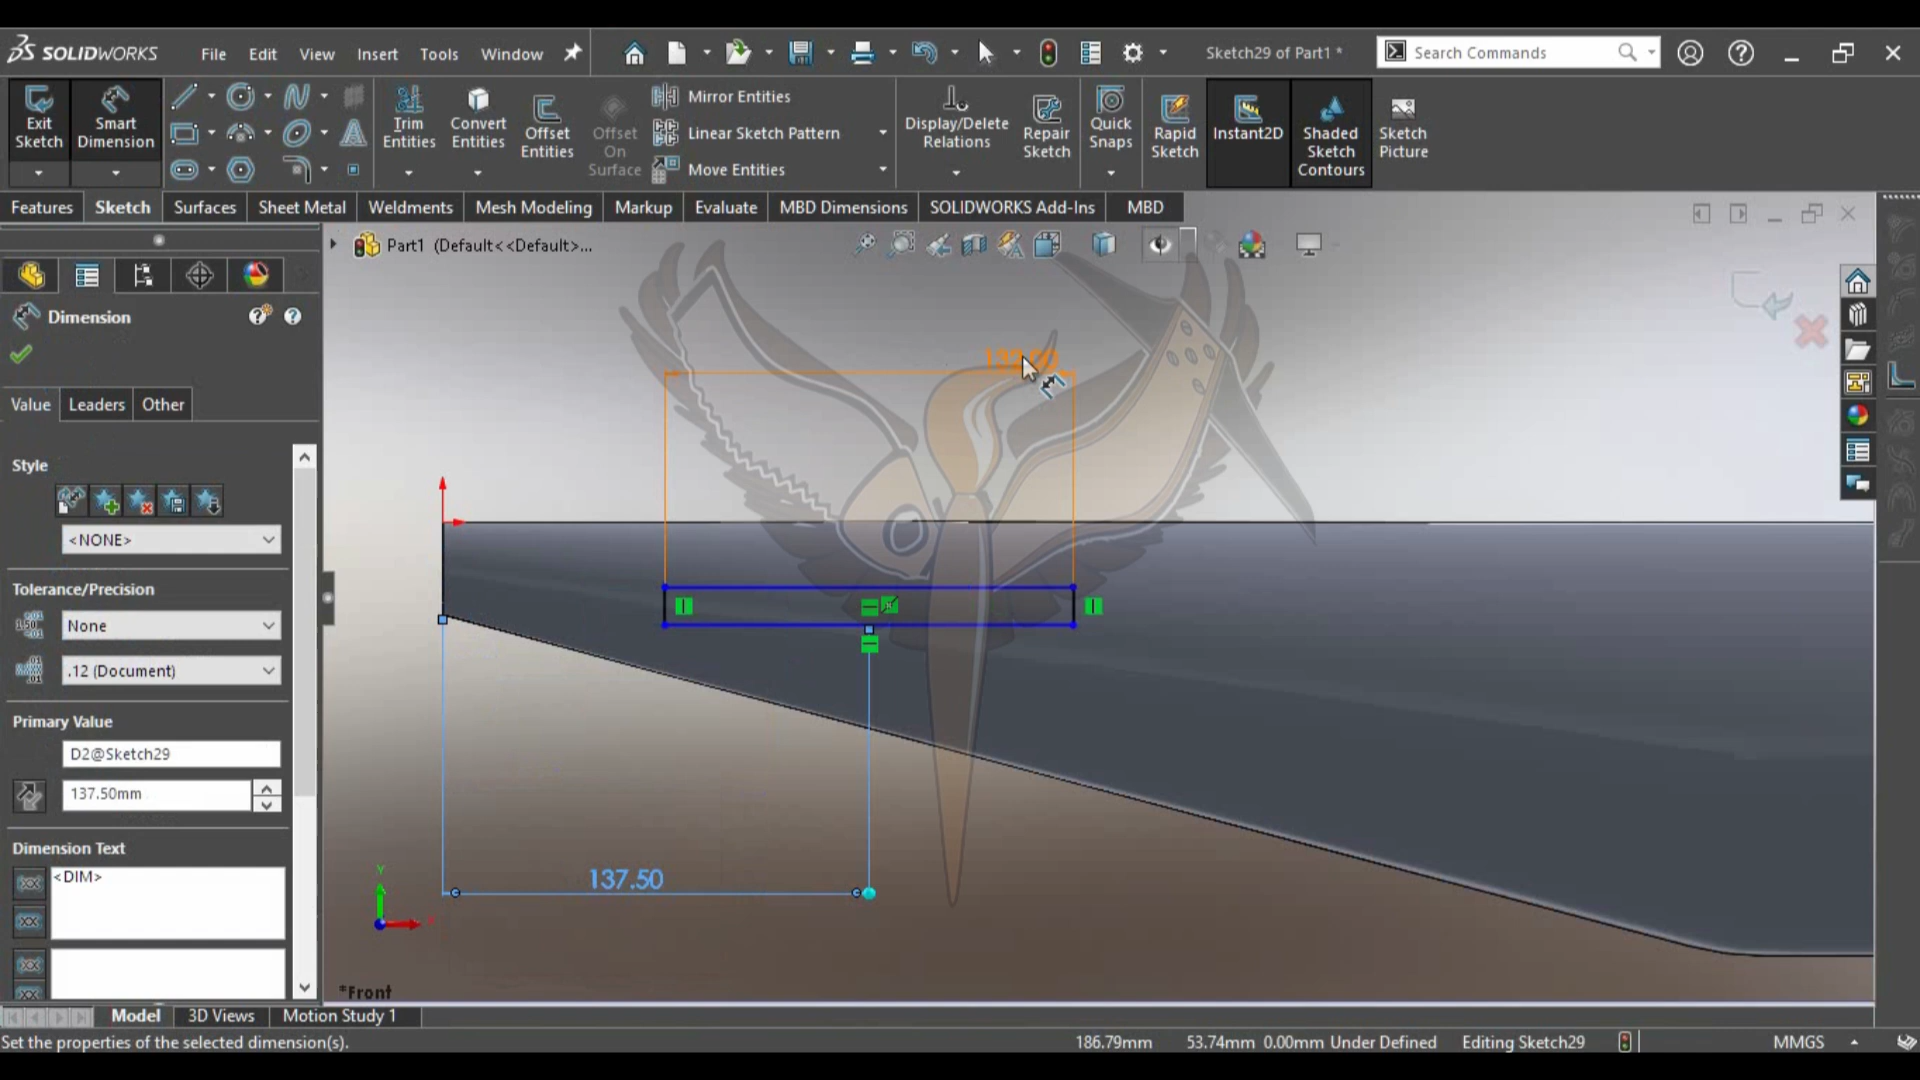 SOLIDWORKS File Edit View Insert Tools Window Sketch29 of Part1 * Search Commands
Exit Sketch
Smart Dimension
Trim Entities
Convert Entities
Offset Entities
Offset On Surface
Mirror Entities
Linear Sketch Pattern
Move Entities
Display/Delete Relations
Repair Sketch
Quick Snaps
Rapid Sketch
Instant2D
Shaded Sketch Contours
Sketch Picture
Features Sketch Surfaces Sheet Metal Weldments Mesh Modeling Markup Evaluate MBD Dimensions SOLIDWORKS Add-Ins MBD
Part1 (Default<<Default>...
Dimension
Value Leaders Other
Style
<NONE>
Tolerance/Precision
None
.12 (Document)
Primary Value
D2@Sketch29
137.50mm
Dimension Text
<DIM>
137.50
Y
*Front
Model 3D Views Motion Study 1
Set the properties of the selected dimension(s).
186.79mm 53.74mm 0.00mm Under Defined Editing Sketch29 MMGS